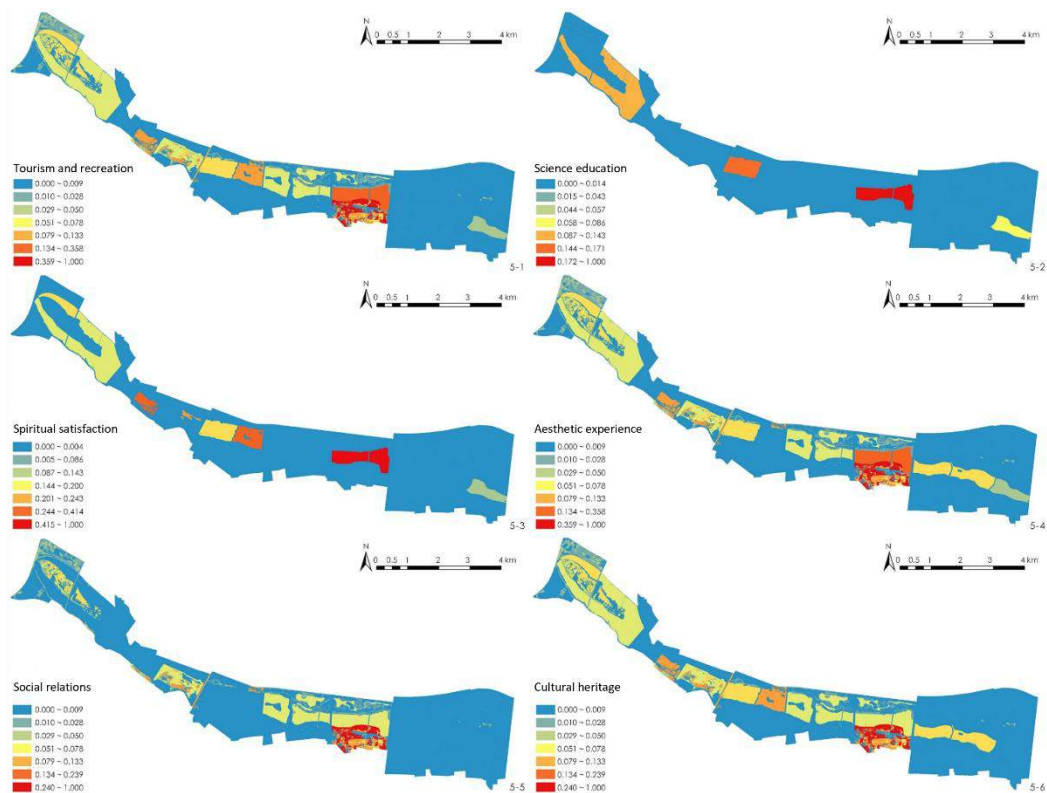 N
0 0.5 1 2 3 4 km
Tourism and recreation
0.000 ~ 0.009
0.010 ~ 0.028
0.029 ~ 0.050
0.051 ~ 0.078
0.079 ~ 0.133
0.134 ~ 0.358
0.359 ~ 1.000
5-1
N
0 0.5 1 2 3 4 km
Science education
0.000 ~ 0.014
0.015 ~ 0.043
0.044 ~ 0.057
0.058 ~ 0.086
0.087 ~ 0.143
0.144 ~ 0.171
0.172 ~ 1.000
5-2
N
0 0.5 1 2 3 4 km
Spiritual satisfaction
0.000 ~ 0.004
0.005 ~ 0.086
0.087 ~ 0.143
0.144 ~ 0.200
0.201 ~ 0.243
0.244 ~ 0.414
0.415 ~ 1.000
5-3
N
0 0.5 1 2 3 4 km
Aesthetic experience
0.000 ~ 0.009
0.010 ~ 0.028
0.029 ~ 0.050
0.051 ~ 0.078
0.079 ~ 0.133
0.134 ~ 0.358
0.359 ~ 1.000
5-4
N
0 0.5 1 2 3 4 km
Social relations
0.000 ~ 0.009
0.010 ~ 0.028
0.029 ~ 0.050
0.051 ~ 0.078
0.079 ~ 0.133
0.134 ~ 0.239
0.240 ~ 1.000
5-5
N
0 0.5 1 2 3 4 km
Cultural heritage
0.000 ~ 0.009
0.010 ~ 0.028
0.029 ~ 0.050
0.051 ~ 0.078
0.079 ~ 0.133
0.134 ~ 0.239
0.240 ~ 1.000
5-6